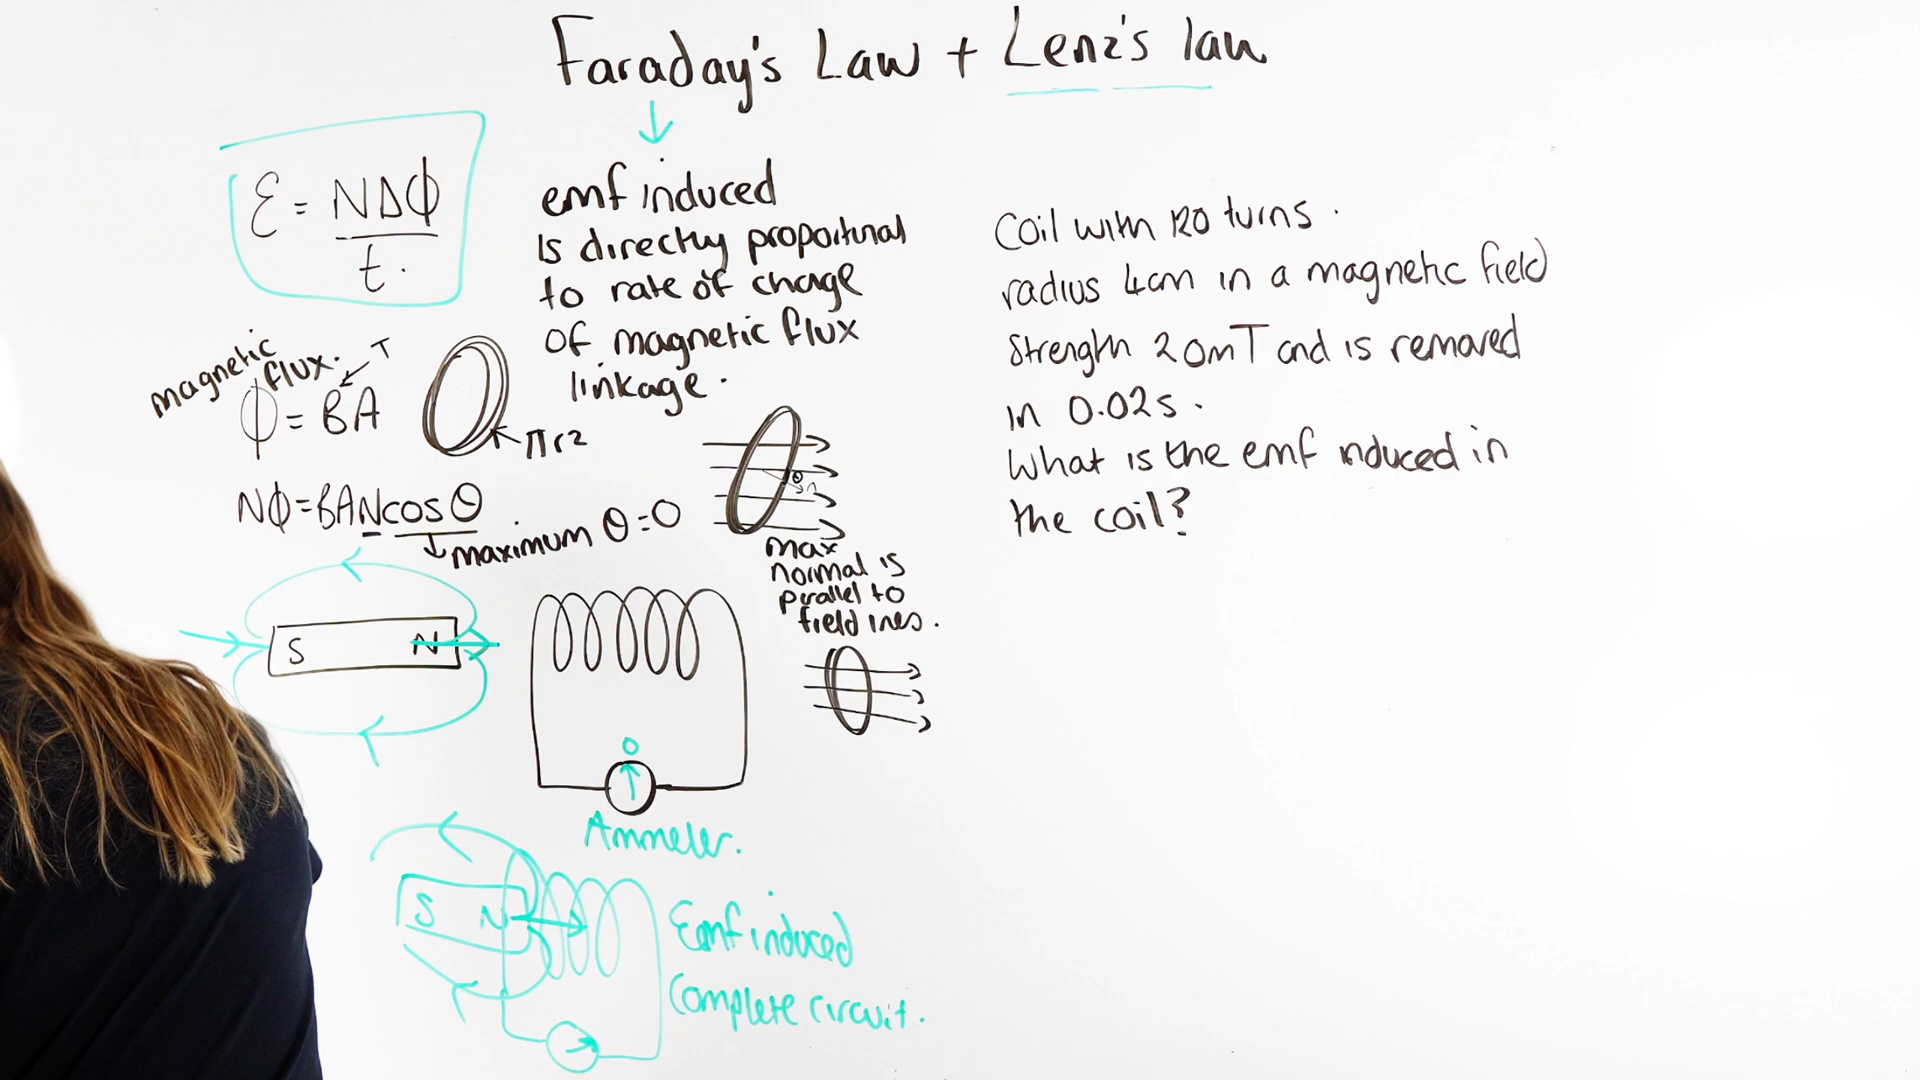 Faraday's Law + Lenz's law
Ɛ = NΔΦ
t.
emf induced
is directly proportional
to rate of change
of magnetic flux
linkage.
magnetic
flux.
T
Φ = BA
πr2
NΦ=BANcosθ
maximum θ=0
θ
n
max
normal is
parallel to
field lines.
S N
0
Ammeter.
S N
Emf induced
Complete circuit.
Coil with 120 turns.
radius 4cm in a magnetic field
strength 20mT and is removed
in 0.02s.
What is the emf induced in
the coil?